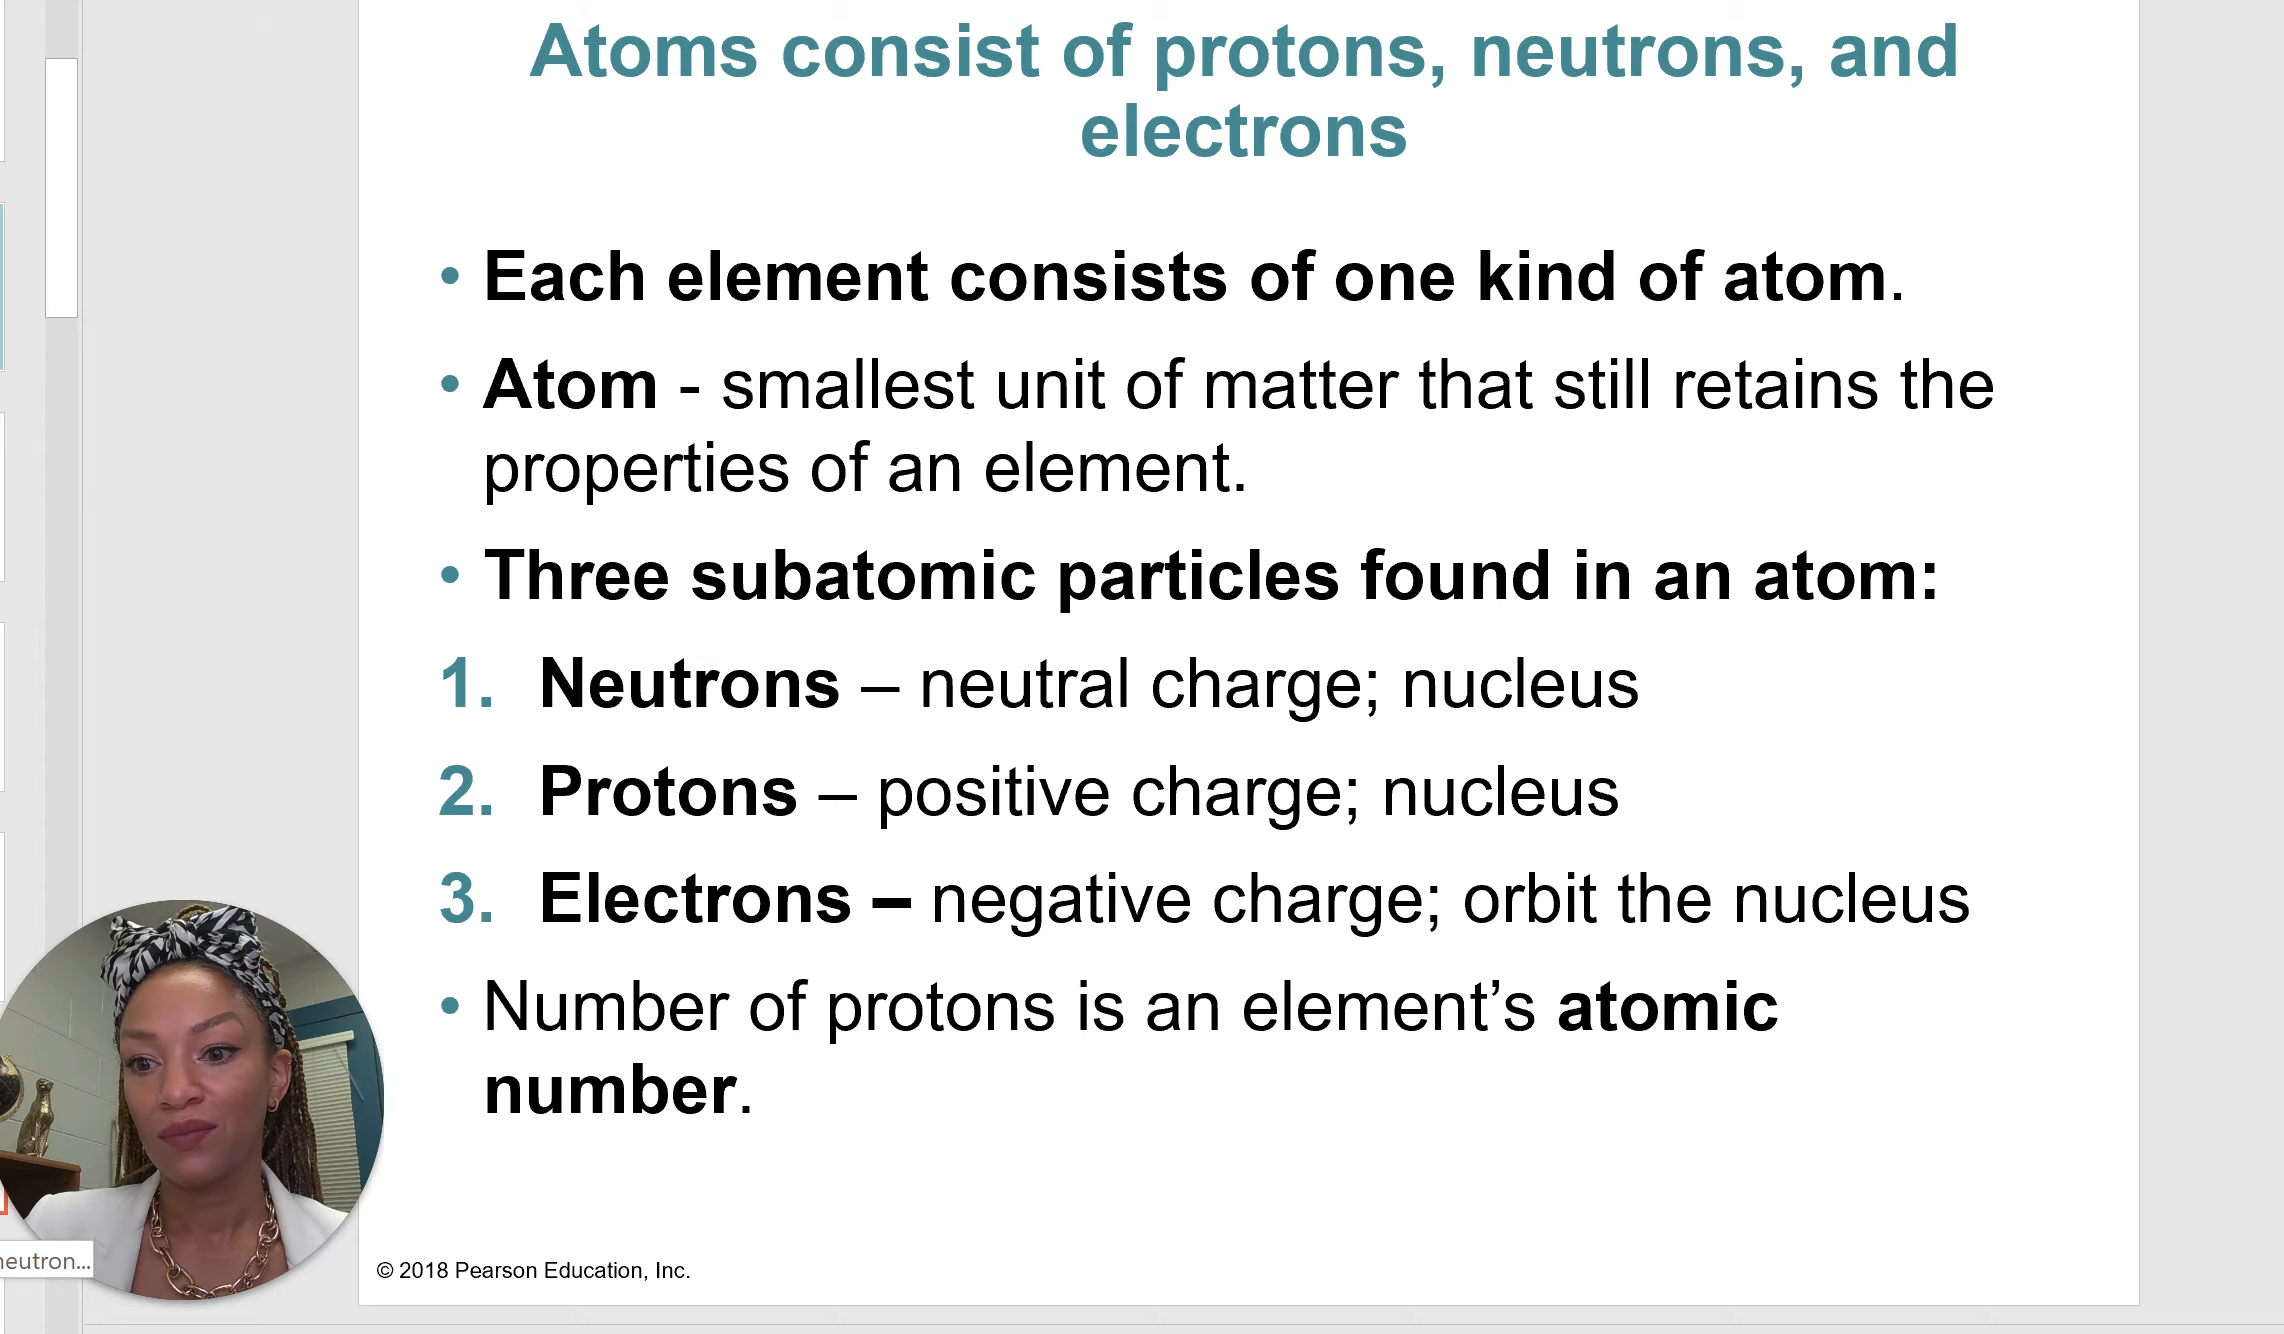 Atoms consist of protons, neutrons, and
electrons
• Each element consists of one kind of atom.
• Atom - smallest unit of matter that still retains the
properties of an element.
• Three subatomic particles found in an atom:
1. Neutrons – neutral charge; nucleus
2. Protons – positive charge; nucleus
3. Electrons – negative charge; orbit the nucleus
• Number of protons is an element’s atomic
number.
neutron...
© 2018 Pearson Education, Inc.